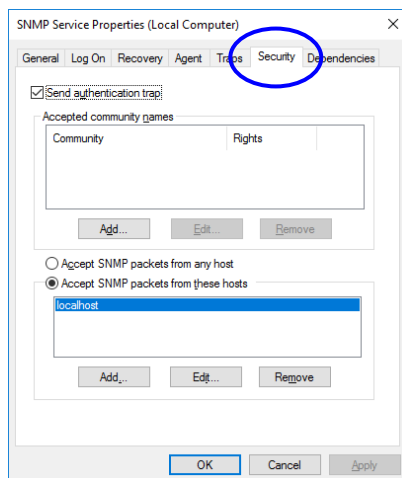 SNMP Service Properties (Local Computer)
General Log On Recovery Agent Traps Security Dependencies
Send authentication trap
Accepted community names
Community Rights
Add... Edit... Remove
Accept SNMP packets from any host
Accept SNMP packets from these hosts
localhost
Add... Edit... Remove
OK Cancel Apply